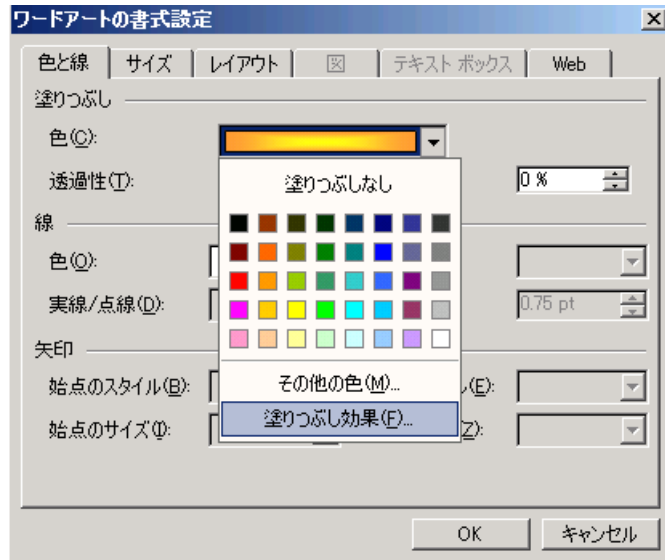 ワードアートの書式設定
色と線 サイズ レイアウト 図 テキスト ボックス Web
塗りつぶし
色(C):
塗りつぶしなし
透過性(T): 0 %
線
色(O):
実線/点線(D): 0.75 pt
矢印
その他の色(M)...
始点のスタイル(B): ル(E):
塗りつぶし効果(F)...
始点のサイズ(I): Z):
OK キャンセル